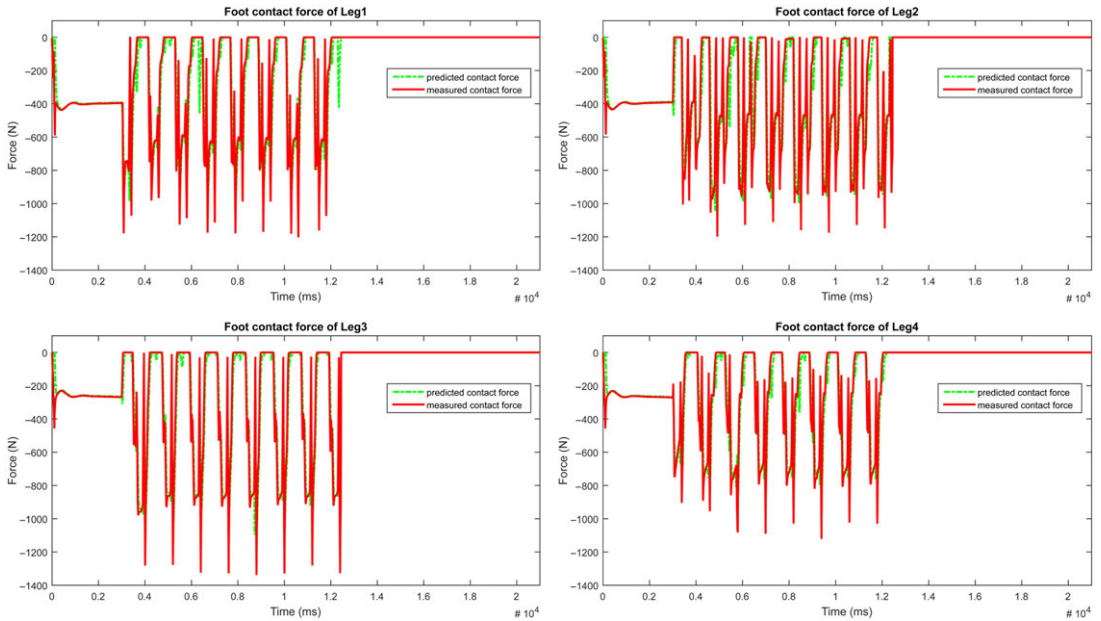 Foot contact force of Leg1
0
−200
−400
−600
−800
−1000
−1200
−1400
Force (N)
predicted contact force
measured contact force
0 0.2 0.4 0.6 0.8 1 1.2 1.4 1.6 1.8 2
Time (ms)
# 10⁴
Foot contact force of Leg2
0
−200
−400
−600
−800
−1000
−1200
−1400
Force (N)
predicted contact force
measured contact force
0 0.2 0.4 0.6 0.8 1 1.2 1.4 1.6 1.8 2
Time (ms)
# 10⁴
Foot contact force of Leg3
0
−200
−400
−600
−800
−1000
−1200
−1400
Force (N)
predicted contact force
measured contact force
0 0.2 0.4 0.6 0.8 1 1.2 1.4 1.6 1.8 2
Time (ms)
# 10⁴
Foot contact force of Leg4
0
−200
−400
−600
−800
−1000
−1200
−1400
Force (N)
predicted contact force
measured contact force
0 0.2 0.4 0.6 0.8 1 1.2 1.4 1.6 1.8 2
Time (ms)
# 10⁴